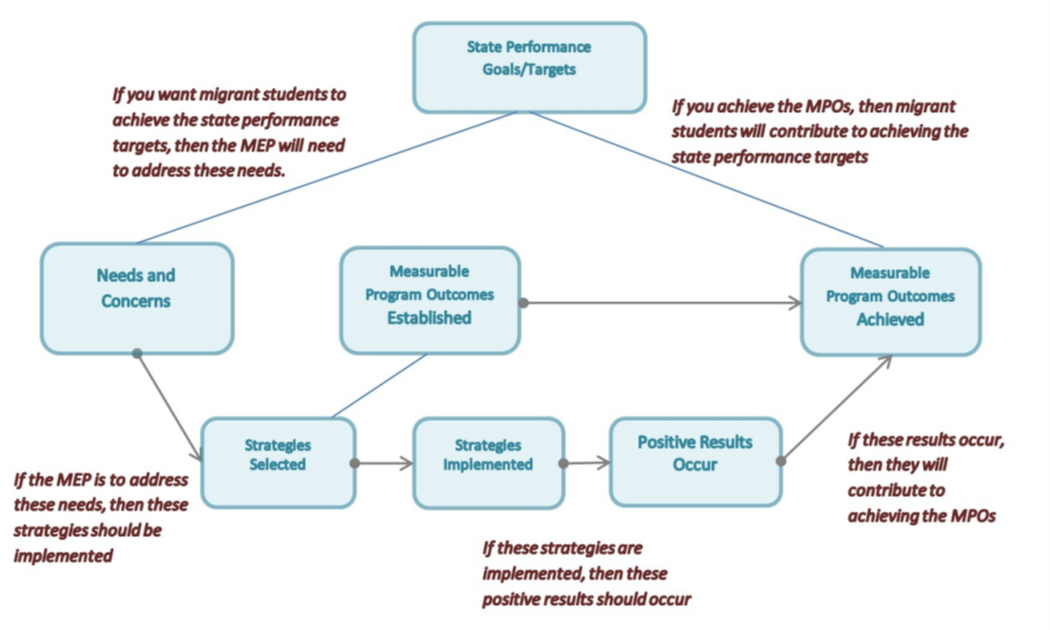 State Performance
Goals/Targets
If you want migrant students to
achieve the state performance
targets, then the MEP will need
to address these needs.
If you achieve the MPOs, then migrant
students will contribute to achieving the
state performance targets
Needs and
Concerns
Measurable
Program Outcomes
Established
Measurable
Program Outcomes
Achieved
Strategies
Selected
Strategies
Implemented
Positive Results
Occur
If the MEP is to address
these needs, then these
strategies should be
implemented
If these strategies are
implemented, then these
positive results should occur
If these results occur,
then they will
contribute to
achieving the MPOs